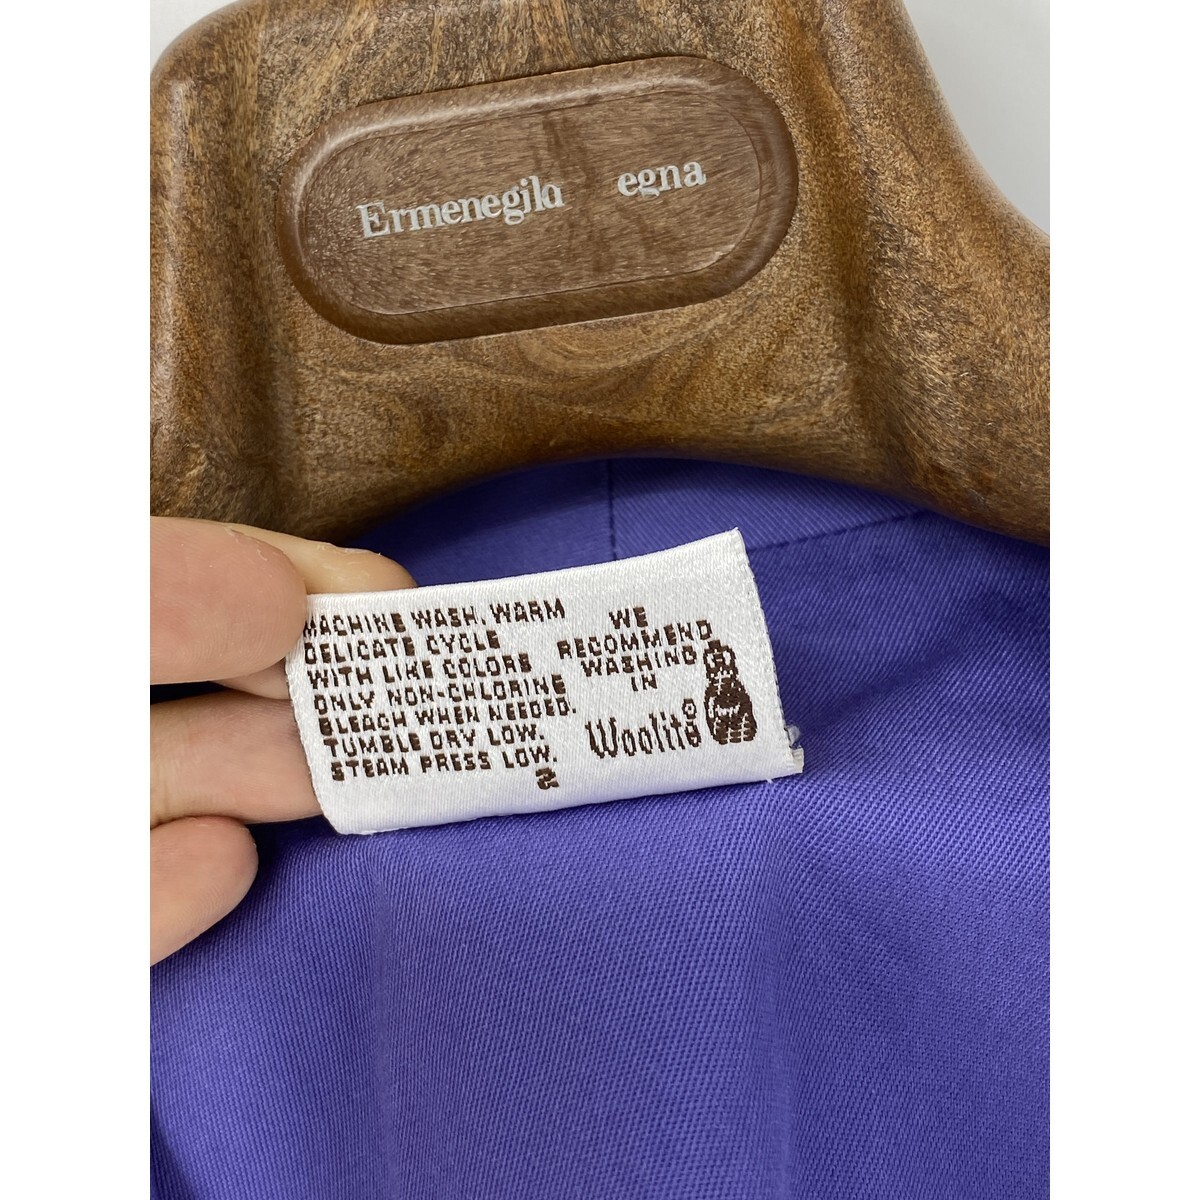 Ermenegild egna
MACHINE WASH. WARM
DELICATE CYCLE
WITH LIKE COLORS
ONLY NON-CHLORINE
BLEACH WHEN NEEDED.
TUMBLE DRY LOW.
STEAM PRESS LOW.
2
WE
RECOMMEND
WASHING
IN
Woolite®